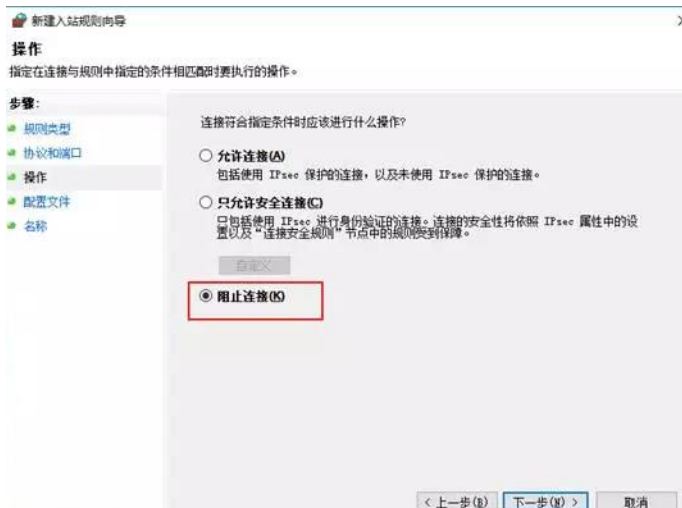 新建入站规则向导
操作
指定在连接与规则中指定的条件相匹配时要执行的操作。
步骤:
规则类型
协议和端口
操作
配置文件
名称
连接符合指定条件时应该进行什么操作?
允许连接(A)
包括使用 IPsec 保护的连接，以及未使用 IPsec 保护的连接。
只允许安全连接(C)
只包括使用 IPsec 进行身份验证的连接。连接的安全性将依照 IPsec 属性中的设
置以及“连接安全规则”节点中的规则受到保障。
自定义
阻止连接(K)
< 上一步(B)
下一步(N) >
取消